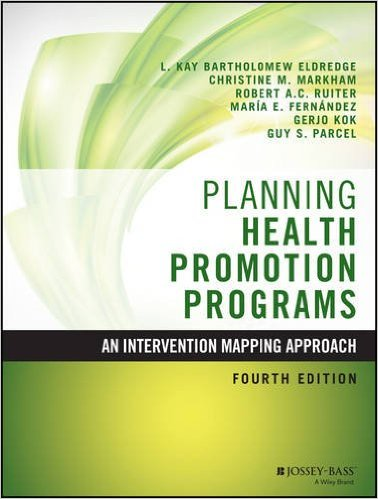 L. KAY BARTHOLOMEW ELDREDGE
CHRISTINE M. MARKHAM
ROBERT A.C. RUITER
MARÍA E. FERNÁNDEZ
GERJO KOK
GUY S. PARCEL
PLANNING
HEALTH
PROMOTION
PROGRAMS
AN INTERVENTION MAPPING APPROACH
FOURTH EDITION
JOSSEY-BASS™
A Wiley Brand